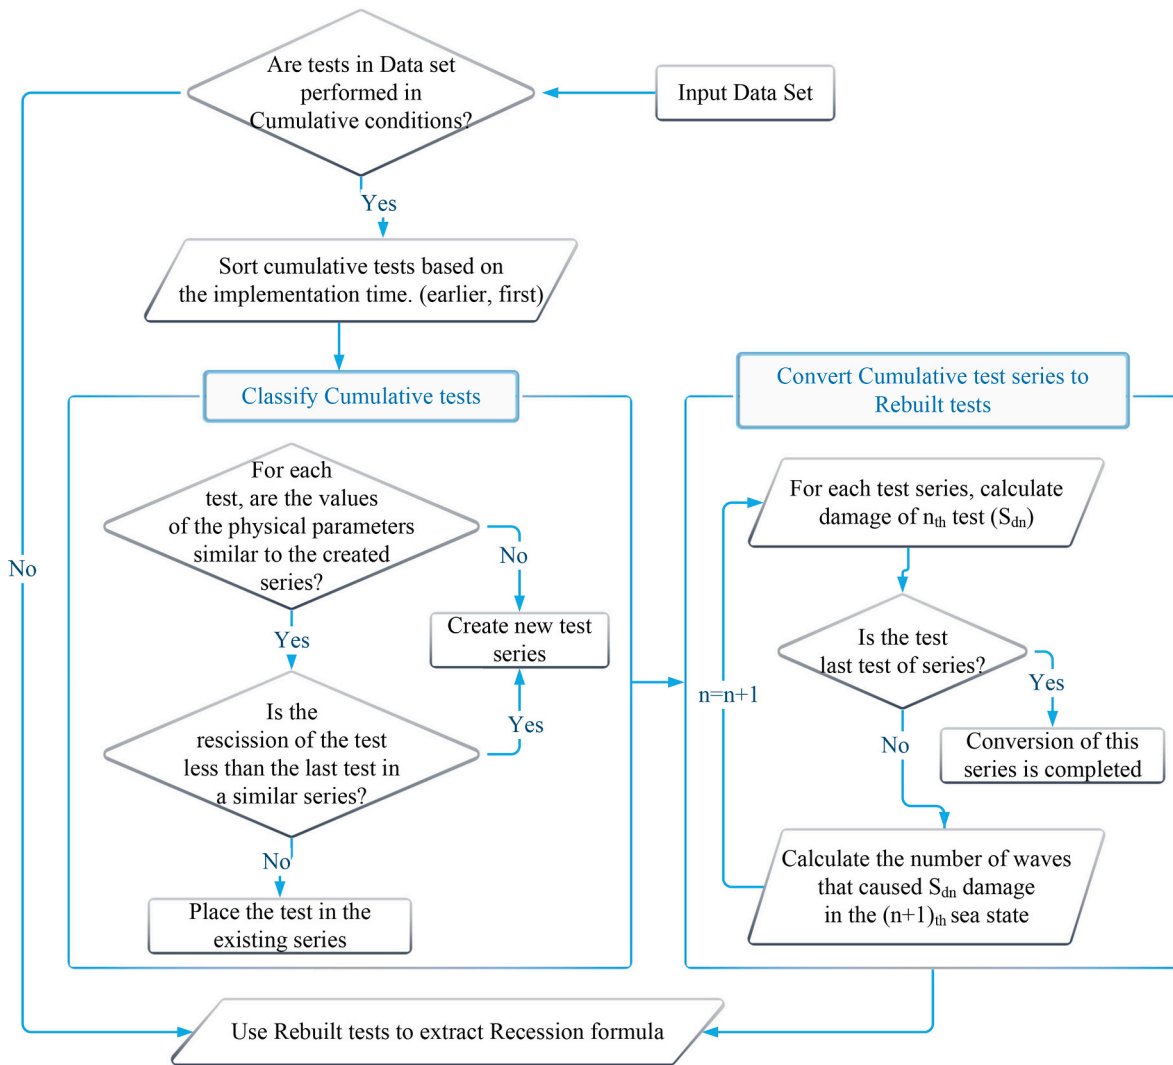 Are tests in Data set
performed in
Cumulative conditions?
Input Data Set
Yes
Sort cumulative tests based on
the implementation time. (earlier, first)
No
Classify Cumulative tests
For each
test, are the values
of the physical parameters
similar to the created
series?
No
Create new test
series
Yes
Is the
rescission of the test
less than the last test in
a similar series?
Yes
No
Place the test in the
existing series
Convert Cumulative test series to
Rebuilt tests
For each test series, calculate
damage of nth test (Sdn)
Is the test
last test of series?
Yes
n=n+1
No
Conversion of this
series is completed
Calculate the number of waves
that caused Sdn damage
in the (n+1)th sea state
Use Rebuilt tests to extract Recession formula